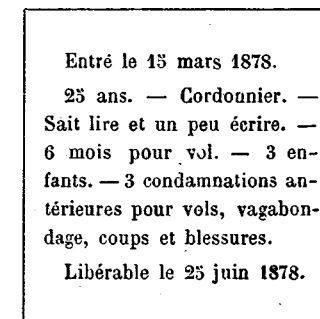 Entré le 15 mars 1878.
25 ans. — Cordonnier. —
Sait lire et un peu écrire. —
6 mois pour vol. — 3 en-
fants. — 3 condamnations an-
térieures pour vols, vagabon-
dage, coups et blessures.
Libérable le 25 juin 1878.